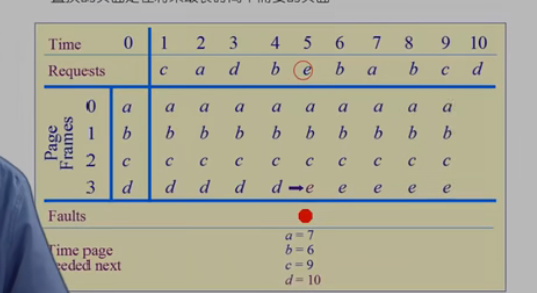 Time 0 1 2 3 4 5 6 7 8 9 10
Requests c a d b e b a b c d
Page Frames
0 a a a a a a a a a a
1 b b b b b b b b b b
2 c c c c c c c c c c
3 d d d d d → e e e e e
Faults
Time page needed next
a = 7
b = 6
c = 9
d = 10